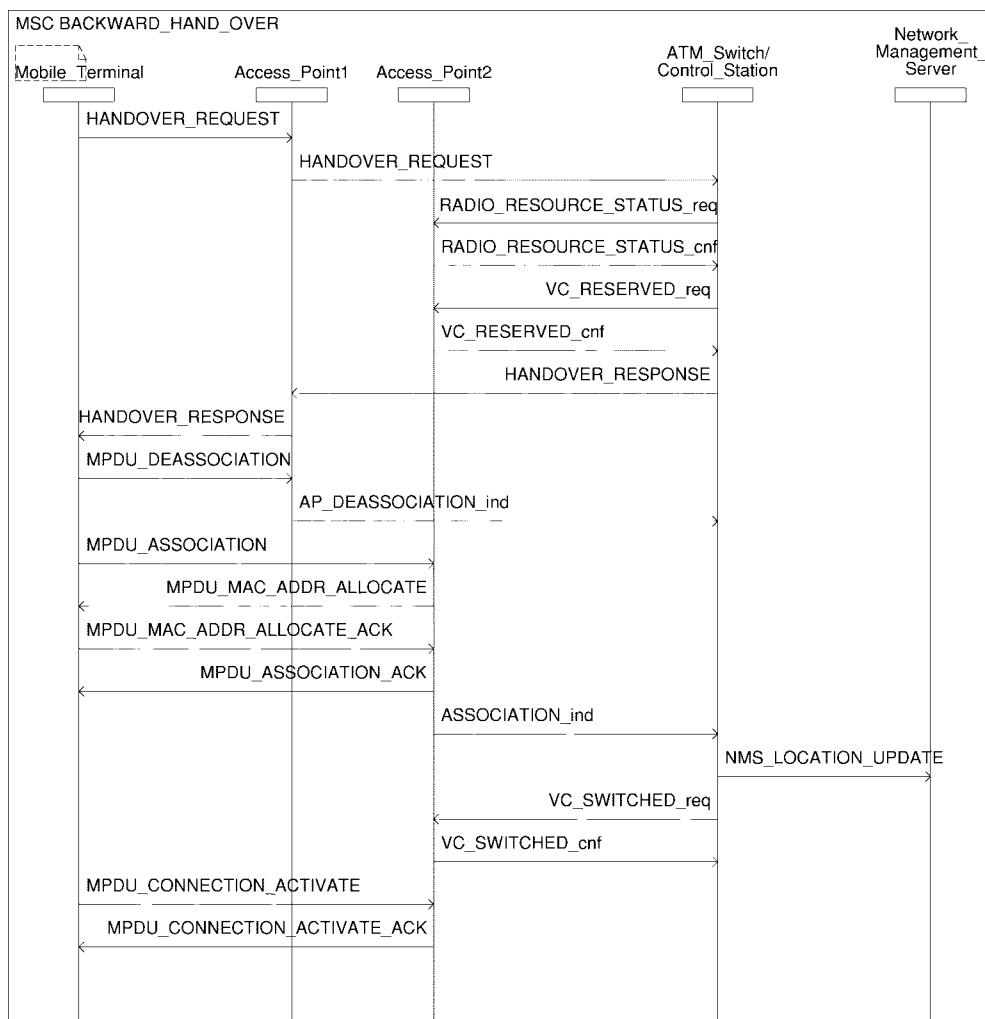 MSC BACKWARD_HAND_OVER
Mobile_Terminal
Access_Point1
Access_Point2
ATM_Switch/
Control_Station
Network_
Management_
Server
HANDOVER_REQUEST
HANDOVER_REQUEST
RADIO_RESOURCE_STATUS_req
RADIO_RESOURCE_STATUS_cnf
VC_RESERVED_req
VC_RESERVED_cnf
HANDOVER_RESPONSE
HANDOVER_RESPONSE
MPDU_DEASSOCIATION
AP_DEASSOCIATION_ind
MPDU_ASSOCIATION
MPDU_MAC_ADDR_ALLOCATE
MPDU_MAC_ADDR_ALLOCATE_ACK
MPDU_ASSOCIATION_ACK
ASSOCIATION_ind
NMS_LOCATION_UPDATE
VC_SWITCHED_req
VC_SWITCHED_cnf
MPDU_CONNECTION_ACTIVATE
MPDU_CONNECTION_ACTIVATE_ACK